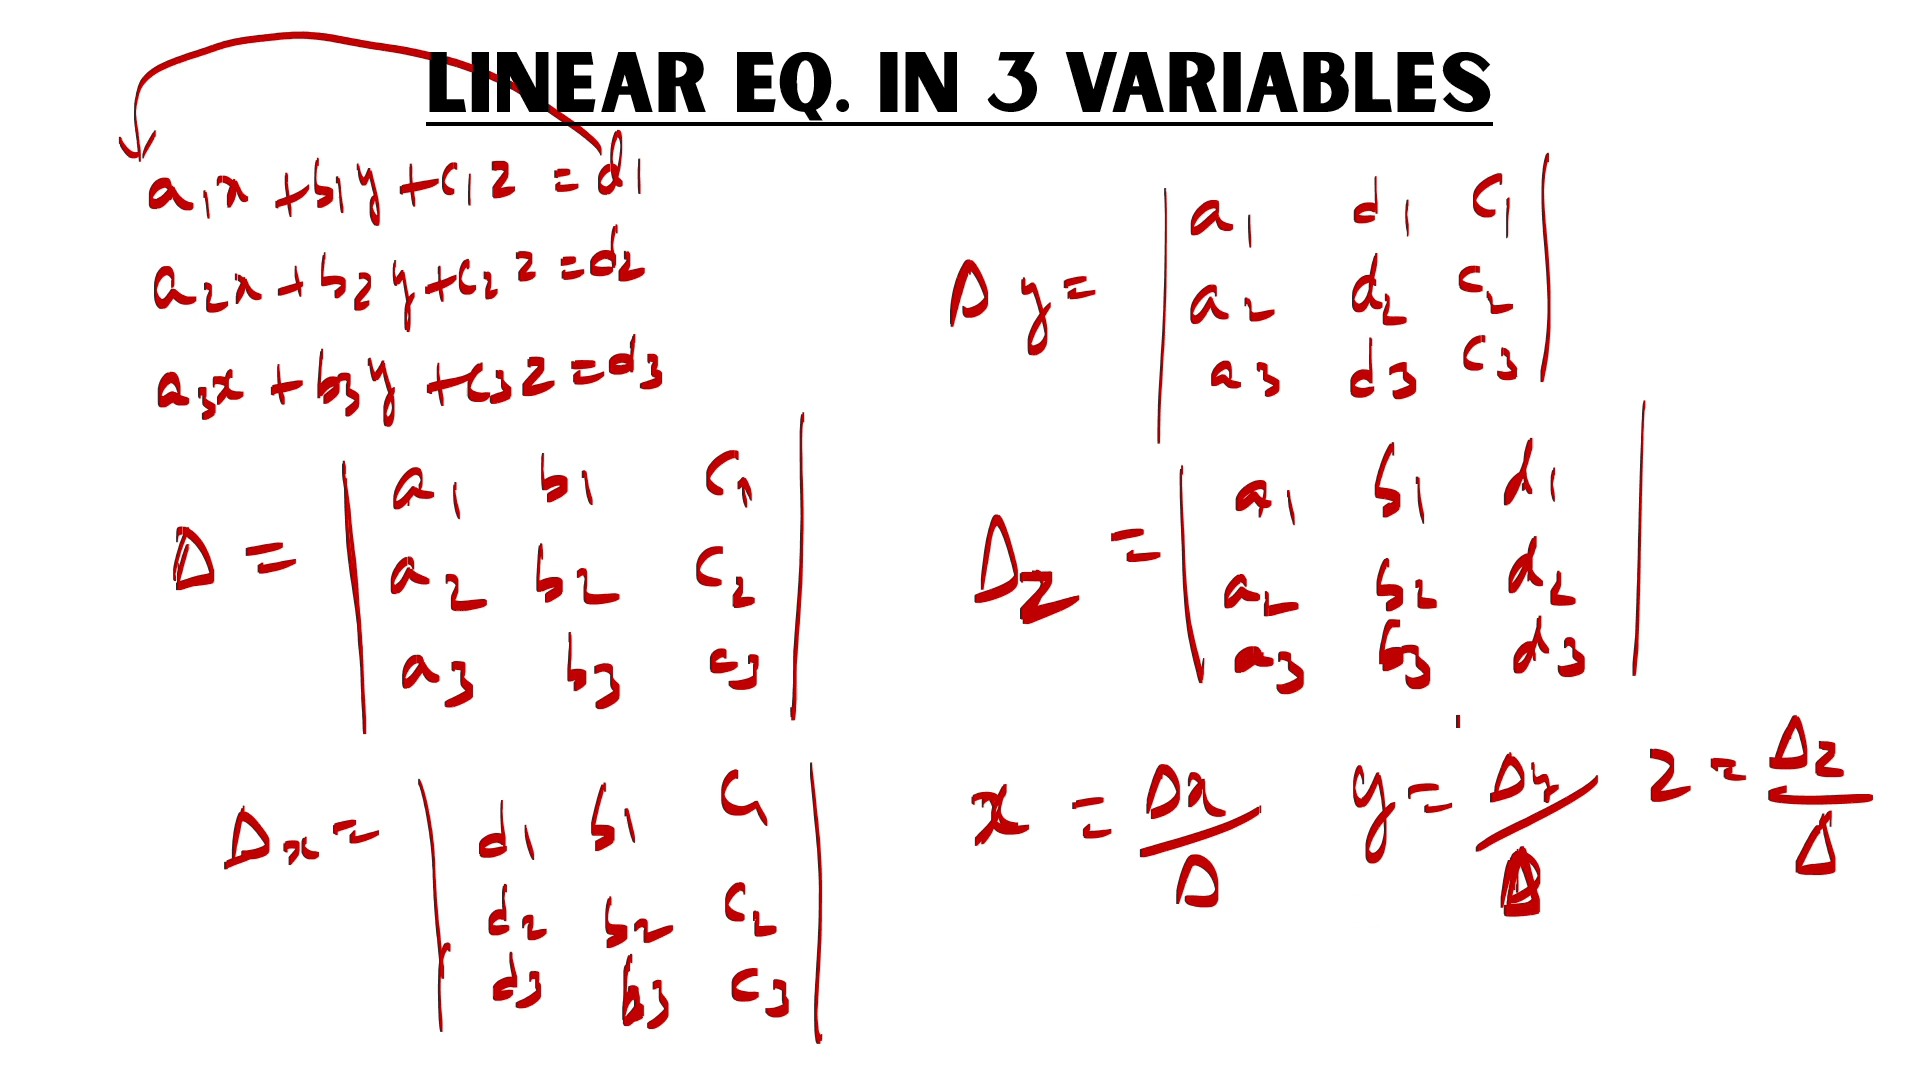 LINEAR EQ. IN 3 VARIABLES
a1x + b1y + c1z = d1
a2x + b2y + c2z = d2
a3x + b3y + c3z = d3
Δ = | a1 b1 c1 |
a2 b2 c2
a3 b3 c3
Δx = | d1 b1 c1 |
d2 b2 c2
d3 b3 c3
Δy = | a1 d1 c1 |
a2 d2 c2
a3 d3 c3
Δz = | a1 b1 d1 |
a2 b2 d2
a3 b3 d3
x = Δx/Δ y = Δy/Δ z = Δz/Δ